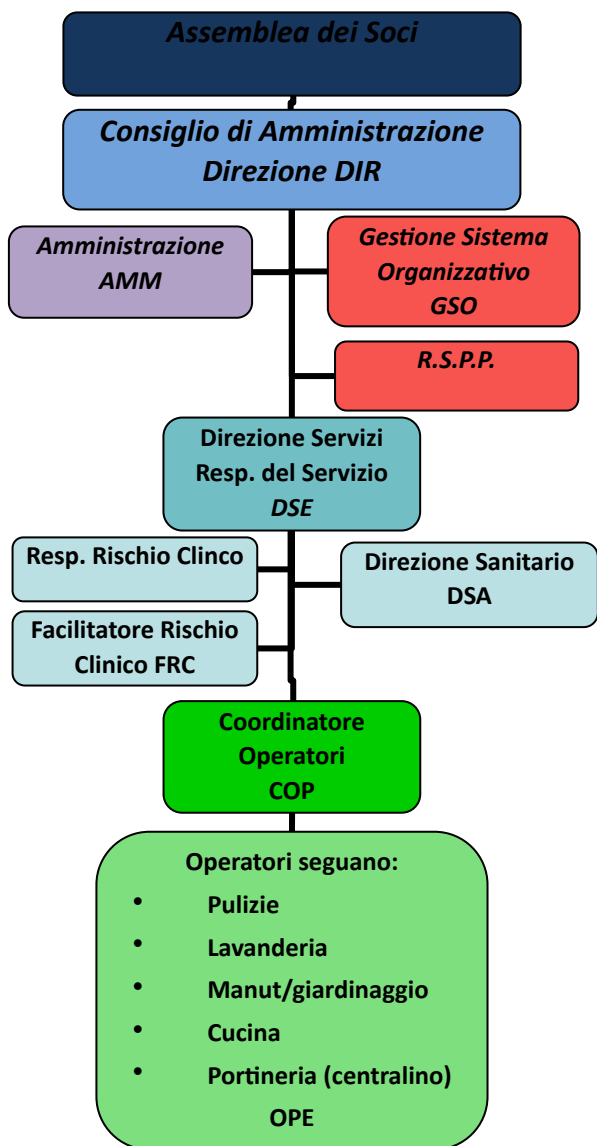 Assemblea dei Soci
Consiglio di Amministrazione
Direzione DIR
Amministrazione
AMM
Gestione Sistema
Organizzativo
GSO
R.S.P.P.
Direzione Servizi
Resp. del Servizio
DSE
Resp. Rischio Clinco
Direzione Sanitario
DSA
Facilitatore Rischio
Clinico FRC
Coordinatore
Operatori
COP
Operatori seguano:
• Pulizie
• Lavanderia
• Manut/giardinaggio
• Cucina
• Portineria (centralino)
OPE